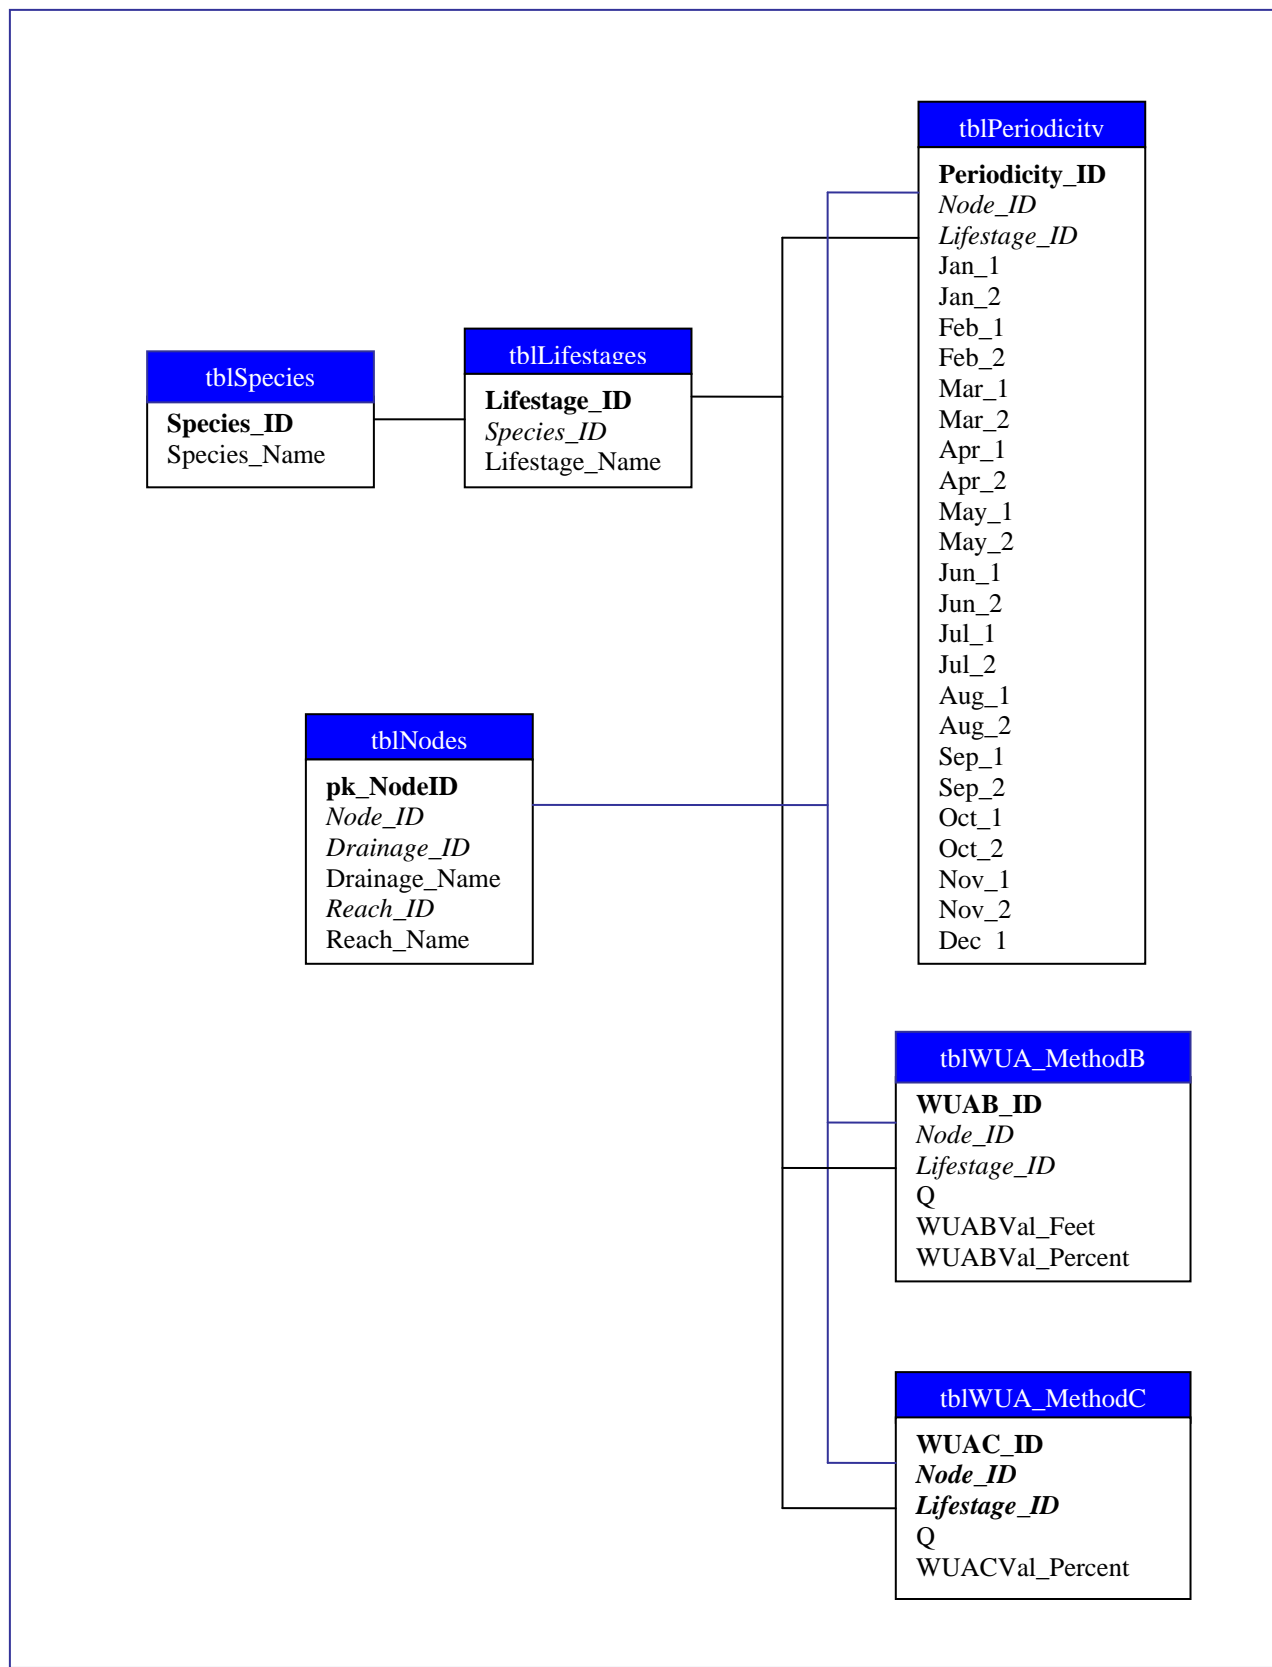 tblPeriodicity
Periodicity_ID
Node_ID
Lifestage_ID
Jan_1
Jan_2
Feb_1
Feb_2
Mar_1
Mar_2
Apr_1
Apr_2
May_1
May_2
Jun_1
Jun_2
Jul_1
Jul_2
Aug_1
Aug_2
Sep_1
Sep_2
Oct_1
Oct_2
Nov_1
Nov_2
Dec_1
tblSpecies
Species_ID
Species_Name
tblLifestages
Lifestage_ID
Species_ID
Lifestage_Name
tblNodes
pk_NodeID
Node_ID
Drainage_ID
Drainage_Name
Reach_ID
Reach_Name
tblWUA_MethodB
WUAB_ID
Node_ID
Lifestage_ID
Q
WUABVal_Feet
WUABVal_Percent
tblWUA_MethodC
WUAC_ID
Node_ID
Lifestage_ID
Q
WUACVal_Percent